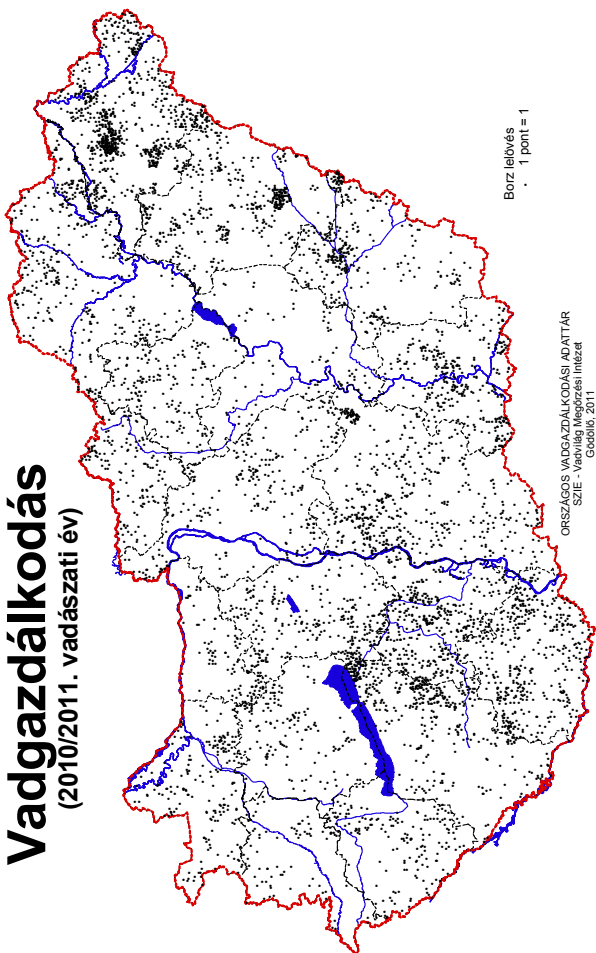 Vadgazdálkodás
(2010/2011. vadászati év)
Borz lelövés
· 1 pont = 1
ORSZÁGOS VADGAZDÁLKODÁSI ADATTÁR
SZIE - Vadvilág Megőrzési Intézet
Gödöllő, 2011